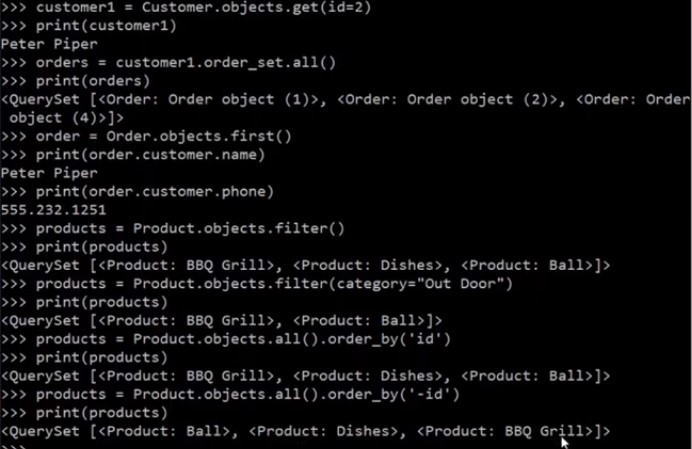 >>> customer1 = Customer.objects.get(id=2)
>>> print(customer1)
Peter Piper
>>> orders = customer1.order_set.all()
>>> print(orders)
<QuerySet [<Order: Order object (1)>, <Order: Order object (2)>, <Order: Order
 object (4)>]>
>>> order = Order.objects.first()
>>> print(order.customer.name)
Peter Piper
>>> print(order.customer.phone)
555.232.1251
>>> products = Product.objects.filter()
>>> print(products)
<QuerySet [<Product: BBQ Grill>, <Product: Dishes>, <Product: Ball>]>
>>> products = Product.objects.filter(category="Out Door")
>>> print(products)
<QuerySet [<Product: BBQ Grill>, <Product: Ball>]>
>>> products = Product.objects.all().order_by('id')
>>> print(products)
<QuerySet [<Product: BBQ Grill>, <Product: Dishes>, <Product: Ball>]>
>>> products = Product.objects.all().order_by('-id')
>>> print(products)
<QuerySet [<Product: Ball>, <Product: Dishes>, <Product: BBQ Grill>]>
>>>